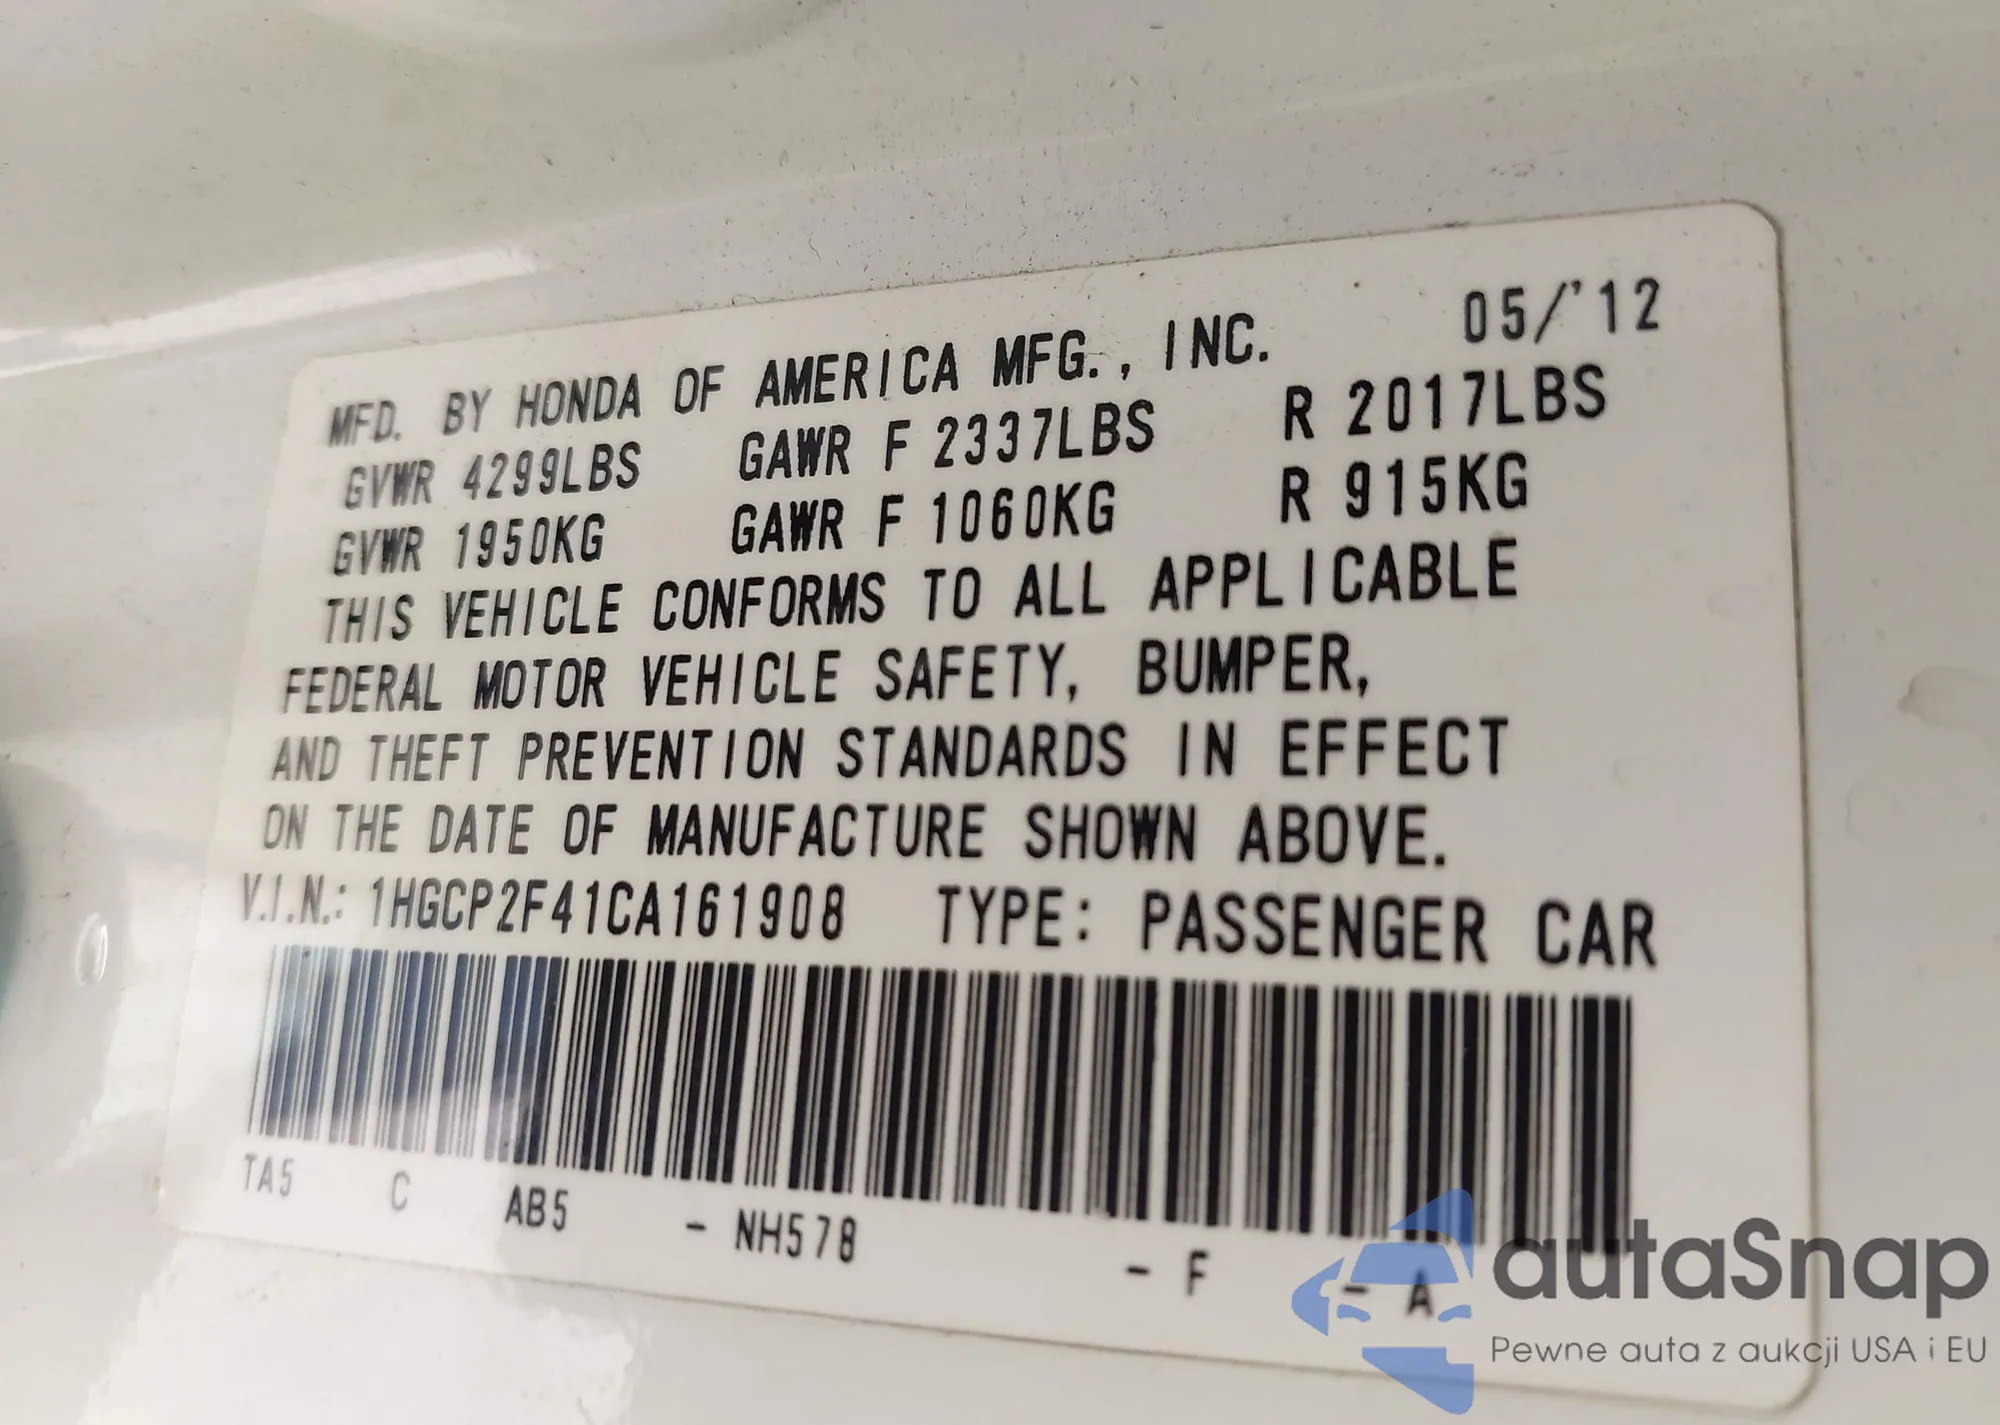 05/'12
MFD. BY HONDA OF AMERICA MFG., INC.
GVWR 4299LBS GAWR F 2337LBS R 2017LBS
GVWR 1950KG GAWR F 1060KG R 915KG
THIS VEHICLE CONFORMS TO ALL APPLICABLE
FEDERAL MOTOR VEHICLE SAFETY, BUMPER,
AND THEFT PREVENTION STANDARDS IN EFFECT
ON THE DATE OF MANUFACTURE SHOWN ABOVE.
V.I.N.: 1HGCP2F41CA161908 TYPE: PASSENGER CAR
TA5 C AB5 - NH578 - F - A
autaSnap
Pewne auta z aukcji USA i EU